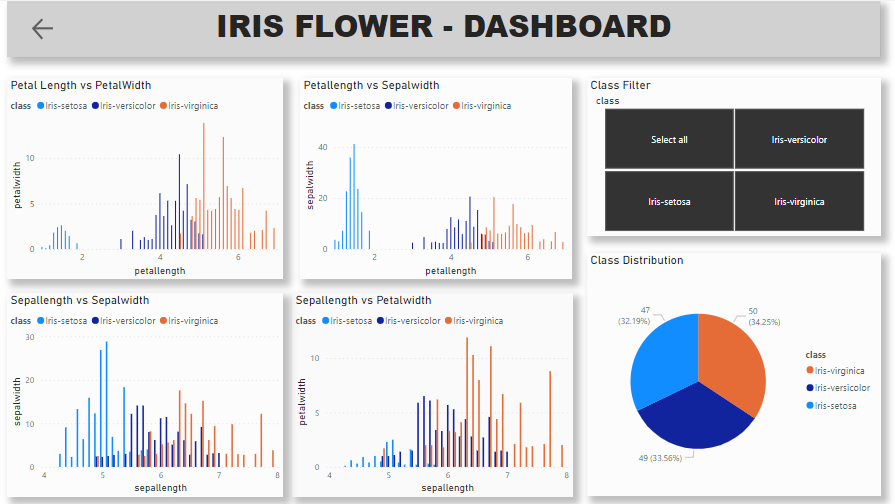 IRIS FLOWER - DASHBOARD
Petal Length vs PetalWidth
class Iris-setosa Iris-versicolor Iris-virginica
petalwidth
10
5
0
2 4 6
petallength
Petallength vs Sepalwidth
class Iris-setosa Iris-versicolor Iris-virginica
sepalwidth
40
20
0
2 4 6
petallength
Class Filter
class
Select all Iris-versicolor
Iris-setosa Iris-virginica
Sepallength vs Sepalwidth
class Iris-setosa Iris-versicolor Iris-virginica
sepalwidth
30
20
10
0
4 5 6 7 8
sepallength
Sepallength vs Petalwidth
class Iris-setosa Iris-versicolor Iris-virginica
petalwidth
10
5
0
4 5 6 7 8
sepallength
Class Distribution
47
(32.19%)
50
(34.25%)
49 (33.56%)
class
Iris-virginica
Iris-versicolor
Iris-setosa